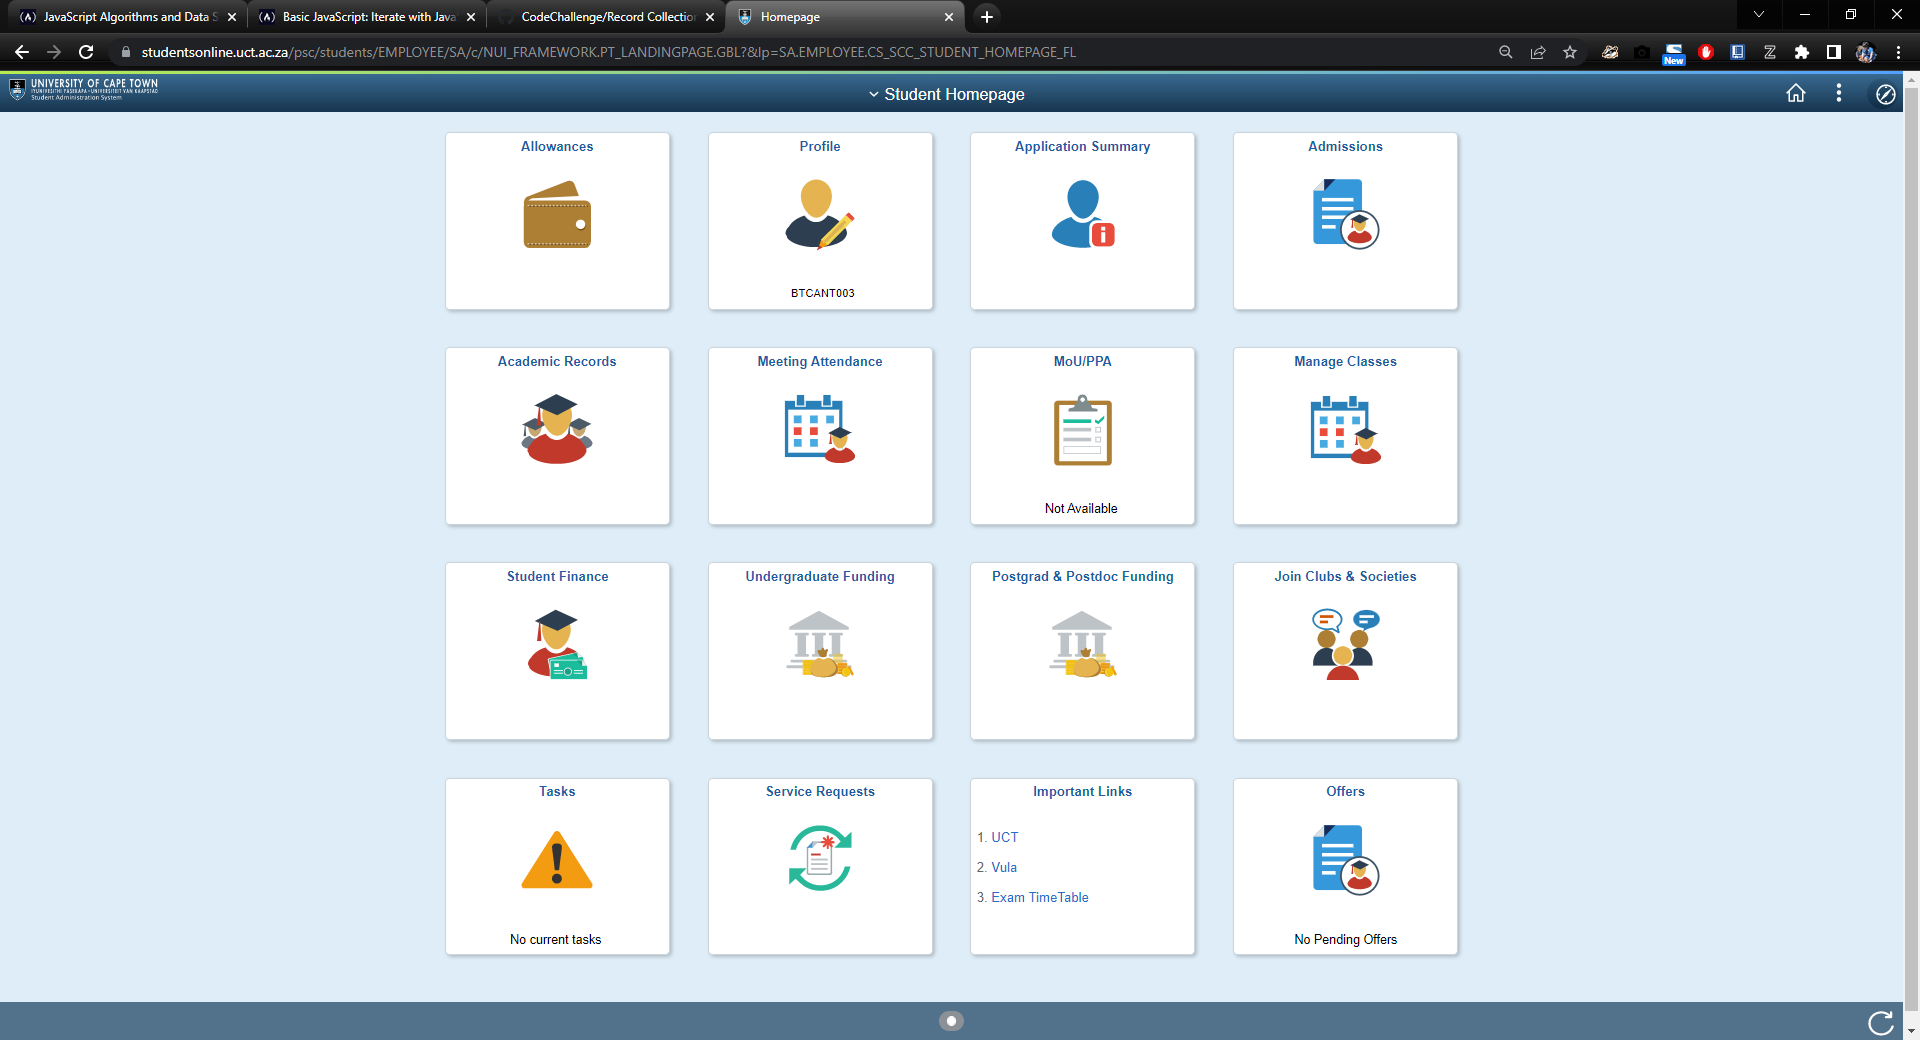 JavaScript Algorithms and Data S
Basic JavaScript: Iterate with Java
CodeChallenge/Record Collection
Homepage
studentsonline.uct.ac.za/psc/students/EMPLOYEE/SA/c/NUI_FRAMEWORK.PT_LANDINGPAGE.GBL?&lp=SA.EMPLOYEE.CS_SCC_STUDENT_HOMEPAGE_FL
New
UNIVERSITY OF CAPE TOWN
IYUNIVESITHI YASEKAPA • UNIVERSITEIT VAN KAAPSTAD
Student Administration System
Student Homepage
Allowances
Profile
BTCANT003
Application Summary
Admissions
Academic Records
Meeting Attendance
MoU/PPA
Not Available
Manage Classes
Student Finance
Undergraduate Funding
Postgrad & Postdoc Funding
Join Clubs & Societies
Tasks
No current tasks
Service Requests
Important Links
1. UCT
2. Vula
3. Exam TimeTable
Offers
No Pending Offers